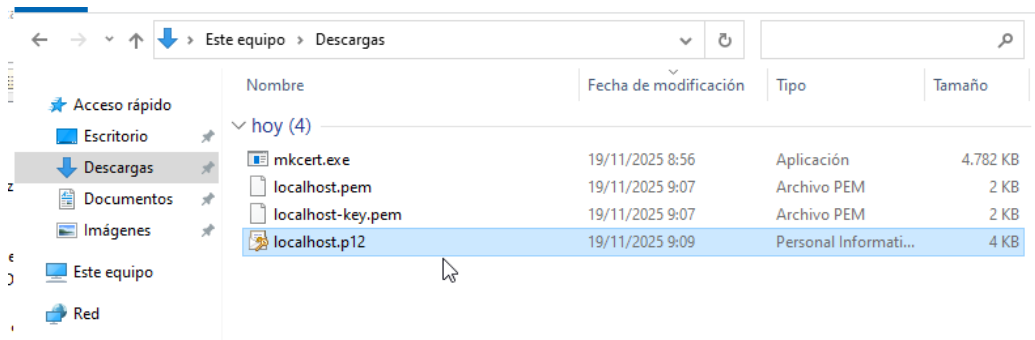 Este equipo > Descargas
Nombre Fecha de modificación Tipo Tamaño
Acceso rápido
Escritorio
Descargas
Documentos
Imágenes
Este equipo
Red
hoy (4)
mkcert.exe 19/11/2025 8:56 Aplicación 4.782 KB
localhost.pem 19/11/2025 9:07 Archivo PEM 2 KB
localhost-key.pem 19/11/2025 9:07 Archivo PEM 2 KB
localhost.p12 19/11/2025 9:09 Personal Informati... 4 KB